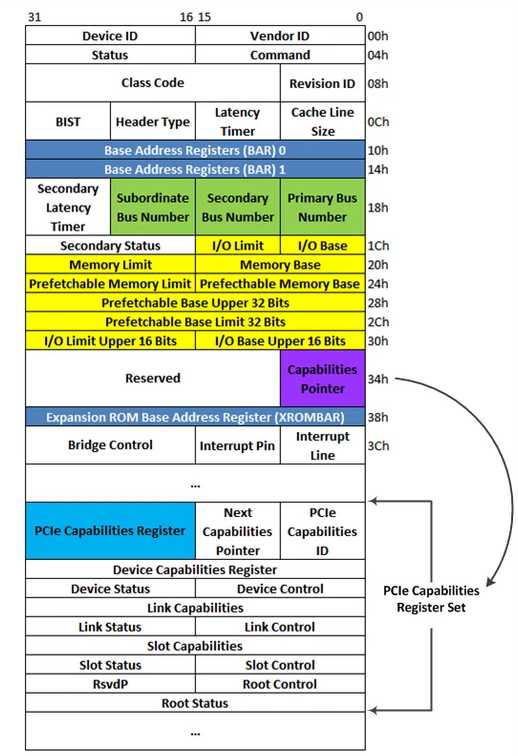 31 16 15 0
Device ID Vendor ID 00h
Status Command 04h
Class Code Revision ID 08h
BIST Header Type Latency Timer Cache Line Size 0Ch
Base Address Registers (BAR) 0 10h
Base Address Registers (BAR) 1 14h
Secondary Latency Timer Subordinate Bus Number Secondary Bus Number Primary Bus Number 18h
Secondary Status I/O Limit I/O Base 1Ch
Memory Limit Memory Base 20h
Prefetchable Memory Limit Prefecthable Memory Base 24h
Prefetchable Base Upper 32 Bits 28h
Prefetchable Base Limit 32 Bits 2Ch
I/O Limit Upper 16 Bits I/O Base Upper 16 Bits 30h
Reserved Capabilities Pointer 34h
Expansion ROM Base Address Register (XROMBAR) 38h
Bridge Control Interrupt Pin Interrupt Line 3Ch
...
PCIe Capabilities Register Next Capabilities Pointer PCIe Capabilities ID
Device Capabilities Register
Device Status Device Control
Link Capabilities
Link Status Link Control
Slot Capabilities
Slot Status Slot Control
RsvdP Root Control
Root Status
...
PCIe Capabilities
Register Set